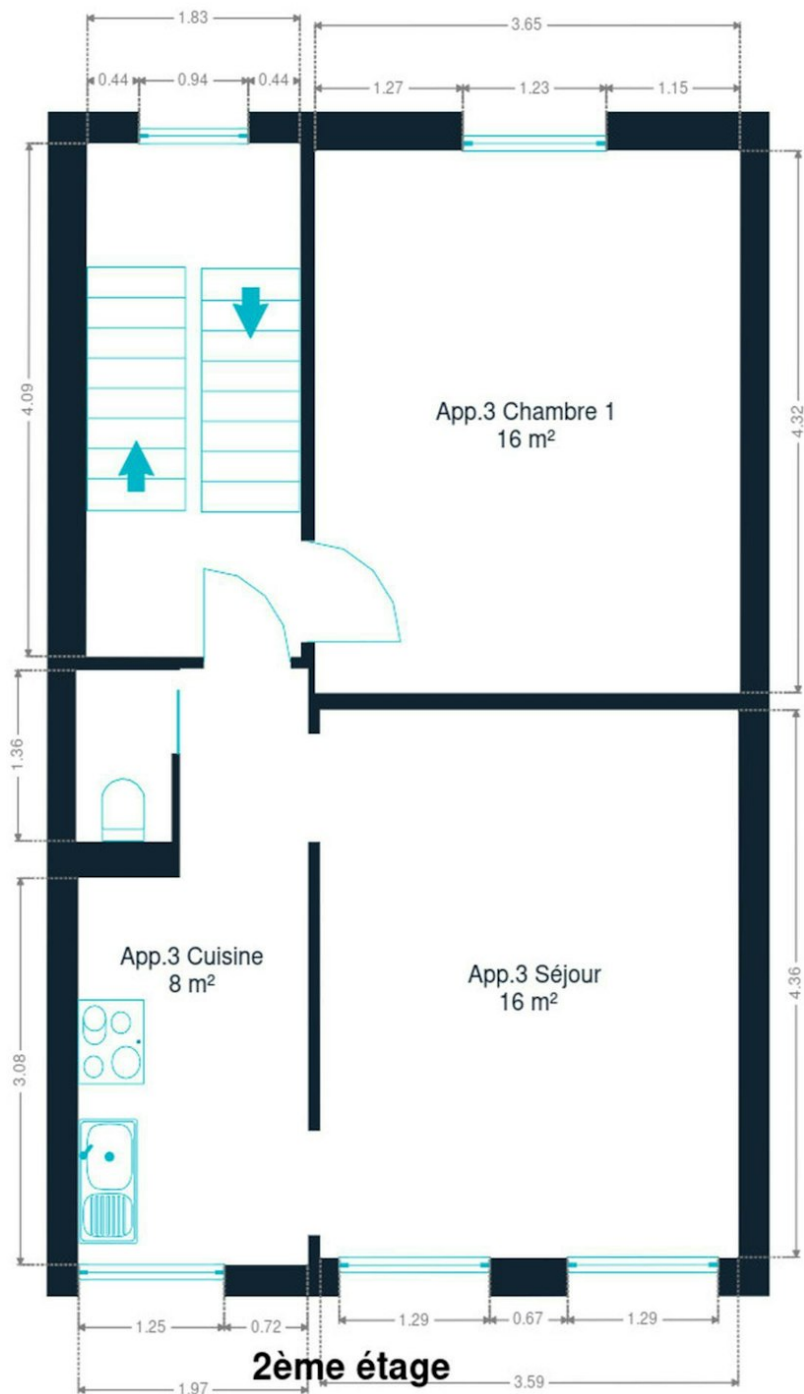 1.83
3.65
0.44
0.94
0.44
1.27
1.23
1.15
4.09
4.32
App.3 Chambre 1
16 m²
1.36
App.3 Cuisine
8 m²
App.3 Séjour
16 m²
4.36
3.08
1.25
0.72
1.29
0.67
1.29
2ème étage
1.97
3.59